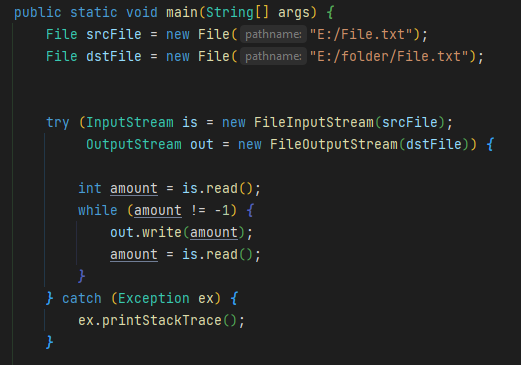 public static void main(String[] args) {
File srcFile = new File( pathname: "E:/File.txt");
File dstFile = new File( pathname: "E:/folder/File.txt");
try (InputStream is = new FileInputStream(srcFile);
OutputStream out = new FileOutputStream(dstFile)) {
int amount = is.read();
while (amount != -1) {
out.write(amount);
amount = is.read();
}
} catch (Exception ex) {
ex.printStackTrace();
}